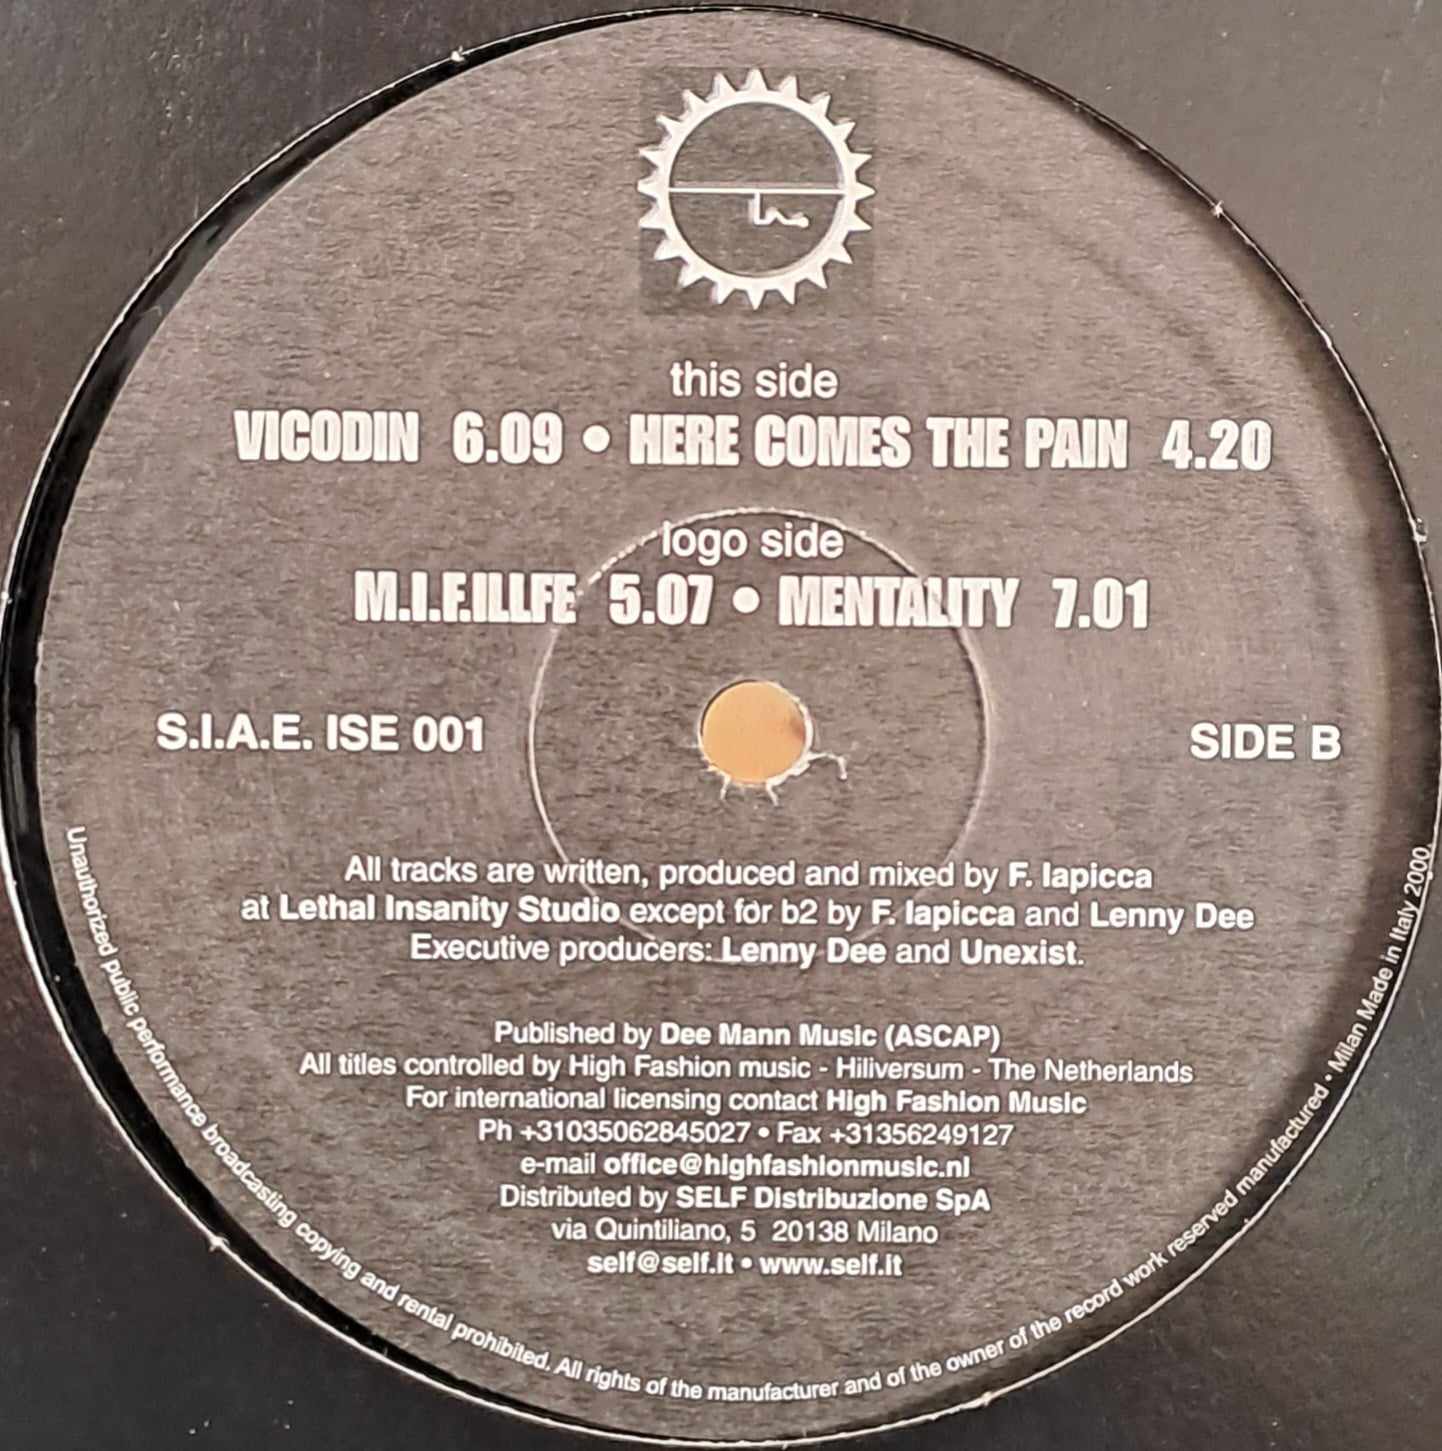 this side
VICODIN 6.09 • HERE COMES THE PAIN 4.20
logo side
M.I.F.ILLFE 5.07 • MENTALITY 7.01
S.I.A.E. ISE 001
SIDE B
All tracks are written, produced and mixed by F. Iapicca
at Lethal Insanity Studio except for b2 by F. Iapicca and Lenny Dee
Executive producers: Lenny Dee and Unexist.
Published by Dee Mann Music (ASCAP)
All titles controlled by High Fashion music - Hiliversum - The Netherlands
For international licensing contact High Fashion Music
Ph +31035062845027 • Fax +31356249127
e-mail office@highfashionmusic.nl
Distributed by SELF Distribuzione SpA
via Quintiliano, 5 20138 Milano
self@self.it • www.self.it
Unauthorized public performance broadcasting copying and rental prohibited. All rights of the manufacturer and of the owner of the record work reserved manufactured • Milan Made in Italy 2000.